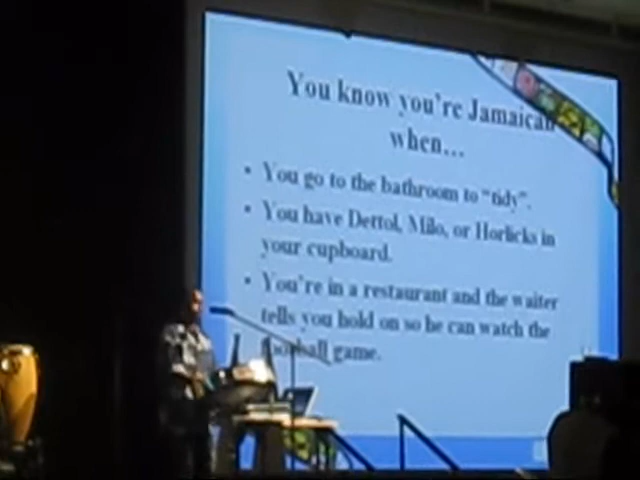 You know you're Jamaican
when...
• You go to the bathroom to "tidy".
• You have Dettol, Milo, or Horlicks in
your cupboard.
• You're in a restaurant and the waiter
tells you hold on so he can watch the
football game.